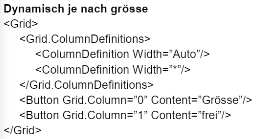 Dynamisch je nach grösse
<Grid>
<Grid.ColumnDefinitions>
<ColumnDefinition Width="Auto"/>
<ColumnDefinition Width="*"/>
</Grid.ColumnDefinitions>
<Button Grid.Column="0" Content="Grösse"/>
<Button Grid.Column="1" Content="frei"/>
</Grid>